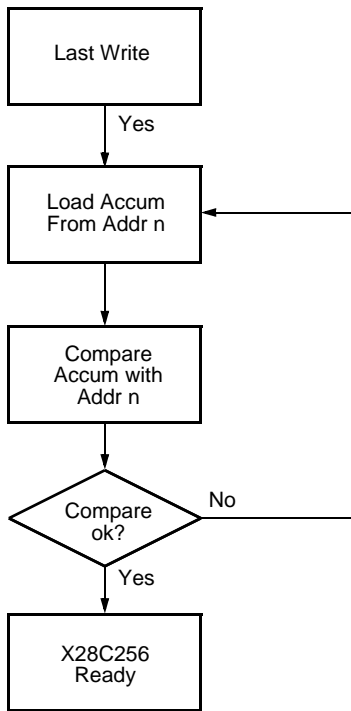 Last Write
Yes
Load Accum
From Addr n
Compare
Accum with
Addr n
Compare
ok?
No
Yes
X28C256
Ready